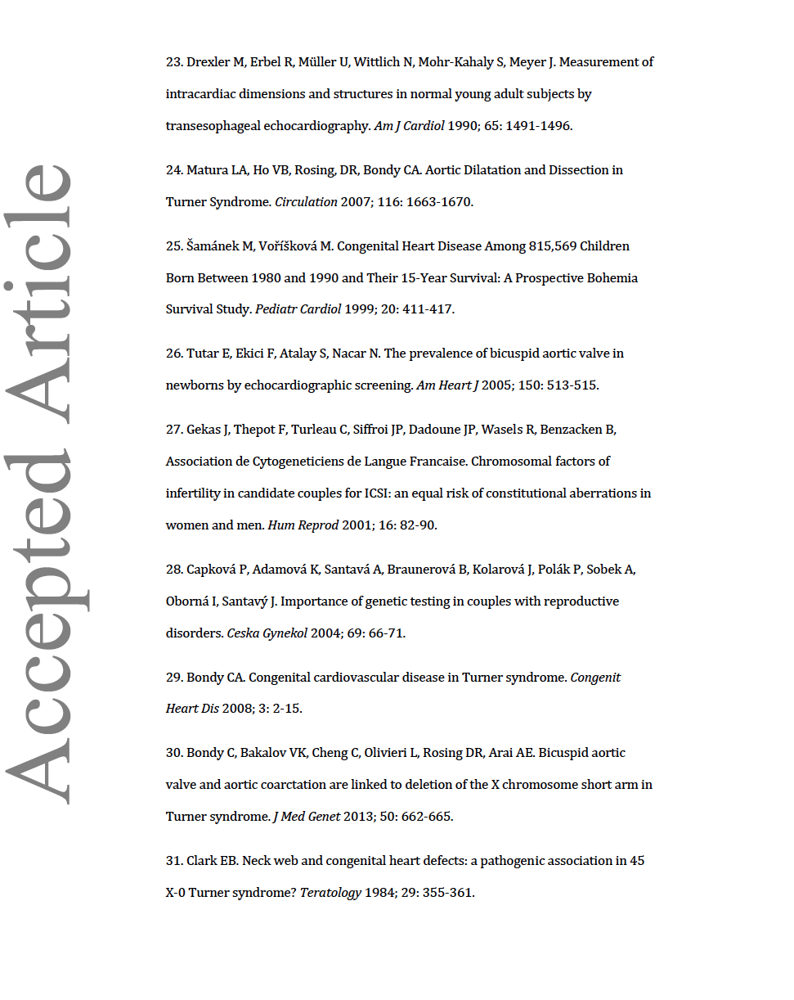 23. Drexler M, Erbel R, Müller U, Wittlich N, Mohr-Kahaly S, Meyer J. Measurement of
intracardiac dimensions and structures in normal young adult subjects by
transesophageal echocardiography. Am J Cardiol 1990; 65: 1491-1496.
24. Matura LA, Ho VB, Rosing, DR, Bondy CA. Aortic Dilatation and Dissection in
Turner Syndrome. Circulation 2007; 116: 1663-1670.
25. Šamánek M, Voříšková M. Congenital Heart Disease Among 815,569 Children
Born Between 1980 and 1990 and Their 15-Year Survival: A Prospective Bohemia
Survival Study. Pediatr Cardiol 1999; 20: 411-417.
26. Tutar E, Ekici F, Atalay S, Nacar N. The prevalence of bicuspid aortic valve in
newborns by echocardiographic screening. Am Heart J 2005; 150: 513-515.
27. Gekas J, Thepot F, Turleau C, Siffroi JP, Dadoune JP, Wasels R, Benzacken B,
Association de Cytogeneticiens de Langue Francaise. Chromosomal factors of
infertility in candidate couples for ICSI: an equal risk of constitutional aberrations in
women and men. Hum Reprod 2001; 16: 82-90.
28. Capková P, Adamová K, Santavá A, Braunerová B, Kolarová J, Polák P, Sobek A,
Oborná I, Santavý J. Importance of genetic testing in couples with reproductive
disorders. Ceska Gynekol 2004; 69: 66-71.
29. Bondy CA. Congenital cardiovascular disease in Turner syndrome. Congenit
Heart Dis 2008; 3: 2-15.
30. Bondy C, Bakalov VK, Cheng C, Olivieri L, Rosing DR, Arai AE. Bicuspid aortic
valve and aortic coarctation are linked to deletion of the X chromosome short arm in
Turner syndrome. J Med Genet 2013; 50: 662-665.
31. Clark EB. Neck web and congenital heart defects: a pathogenic association in 45
X-0 Turner syndrome? Teratology 1984; 29: 355-361.
Accepted Article